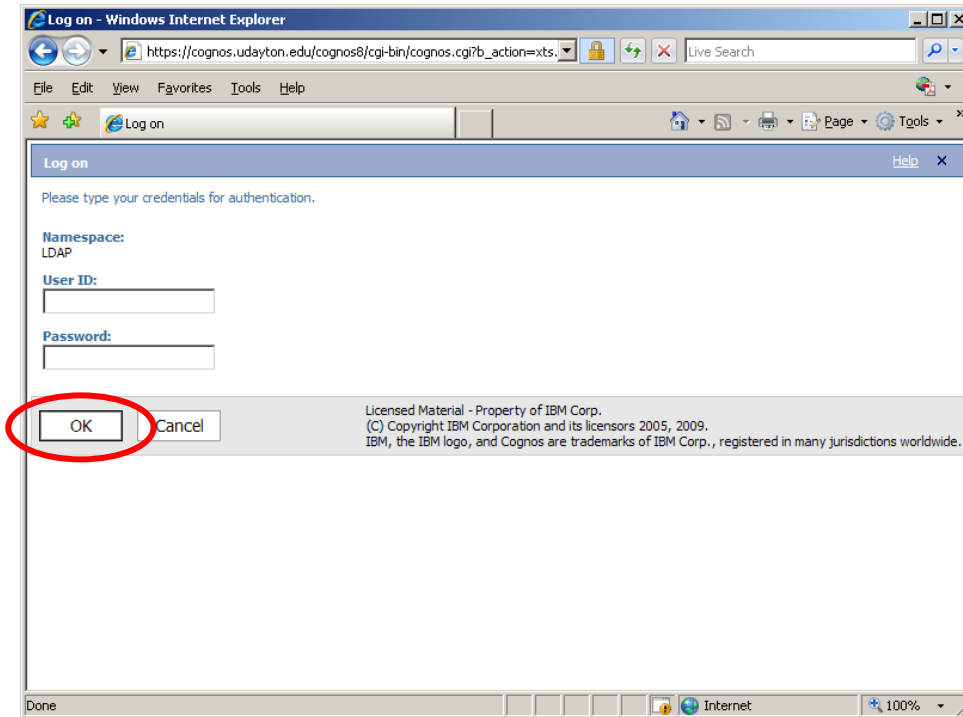 Log on - Windows Internet Explorer
https://cognos.udayton.edu/cognos8/cgi-bin/cognos.cgi?b_action=xts.
Live Search
File Edit View Favorites Tools Help
Log on
Page Tools »
Log on Help X
Please type your credentials for authentication.
Namespace:
LDAP
User ID:
Password:
OK Cancel
Licensed Material - Property of IBM Corp.
(C) Copyright IBM Corporation and its licensors 2005, 2009.
IBM, the IBM logo, and Cognos are trademarks of IBM Corp., registered in many jurisdictions worldwide.
Done Internet 100%